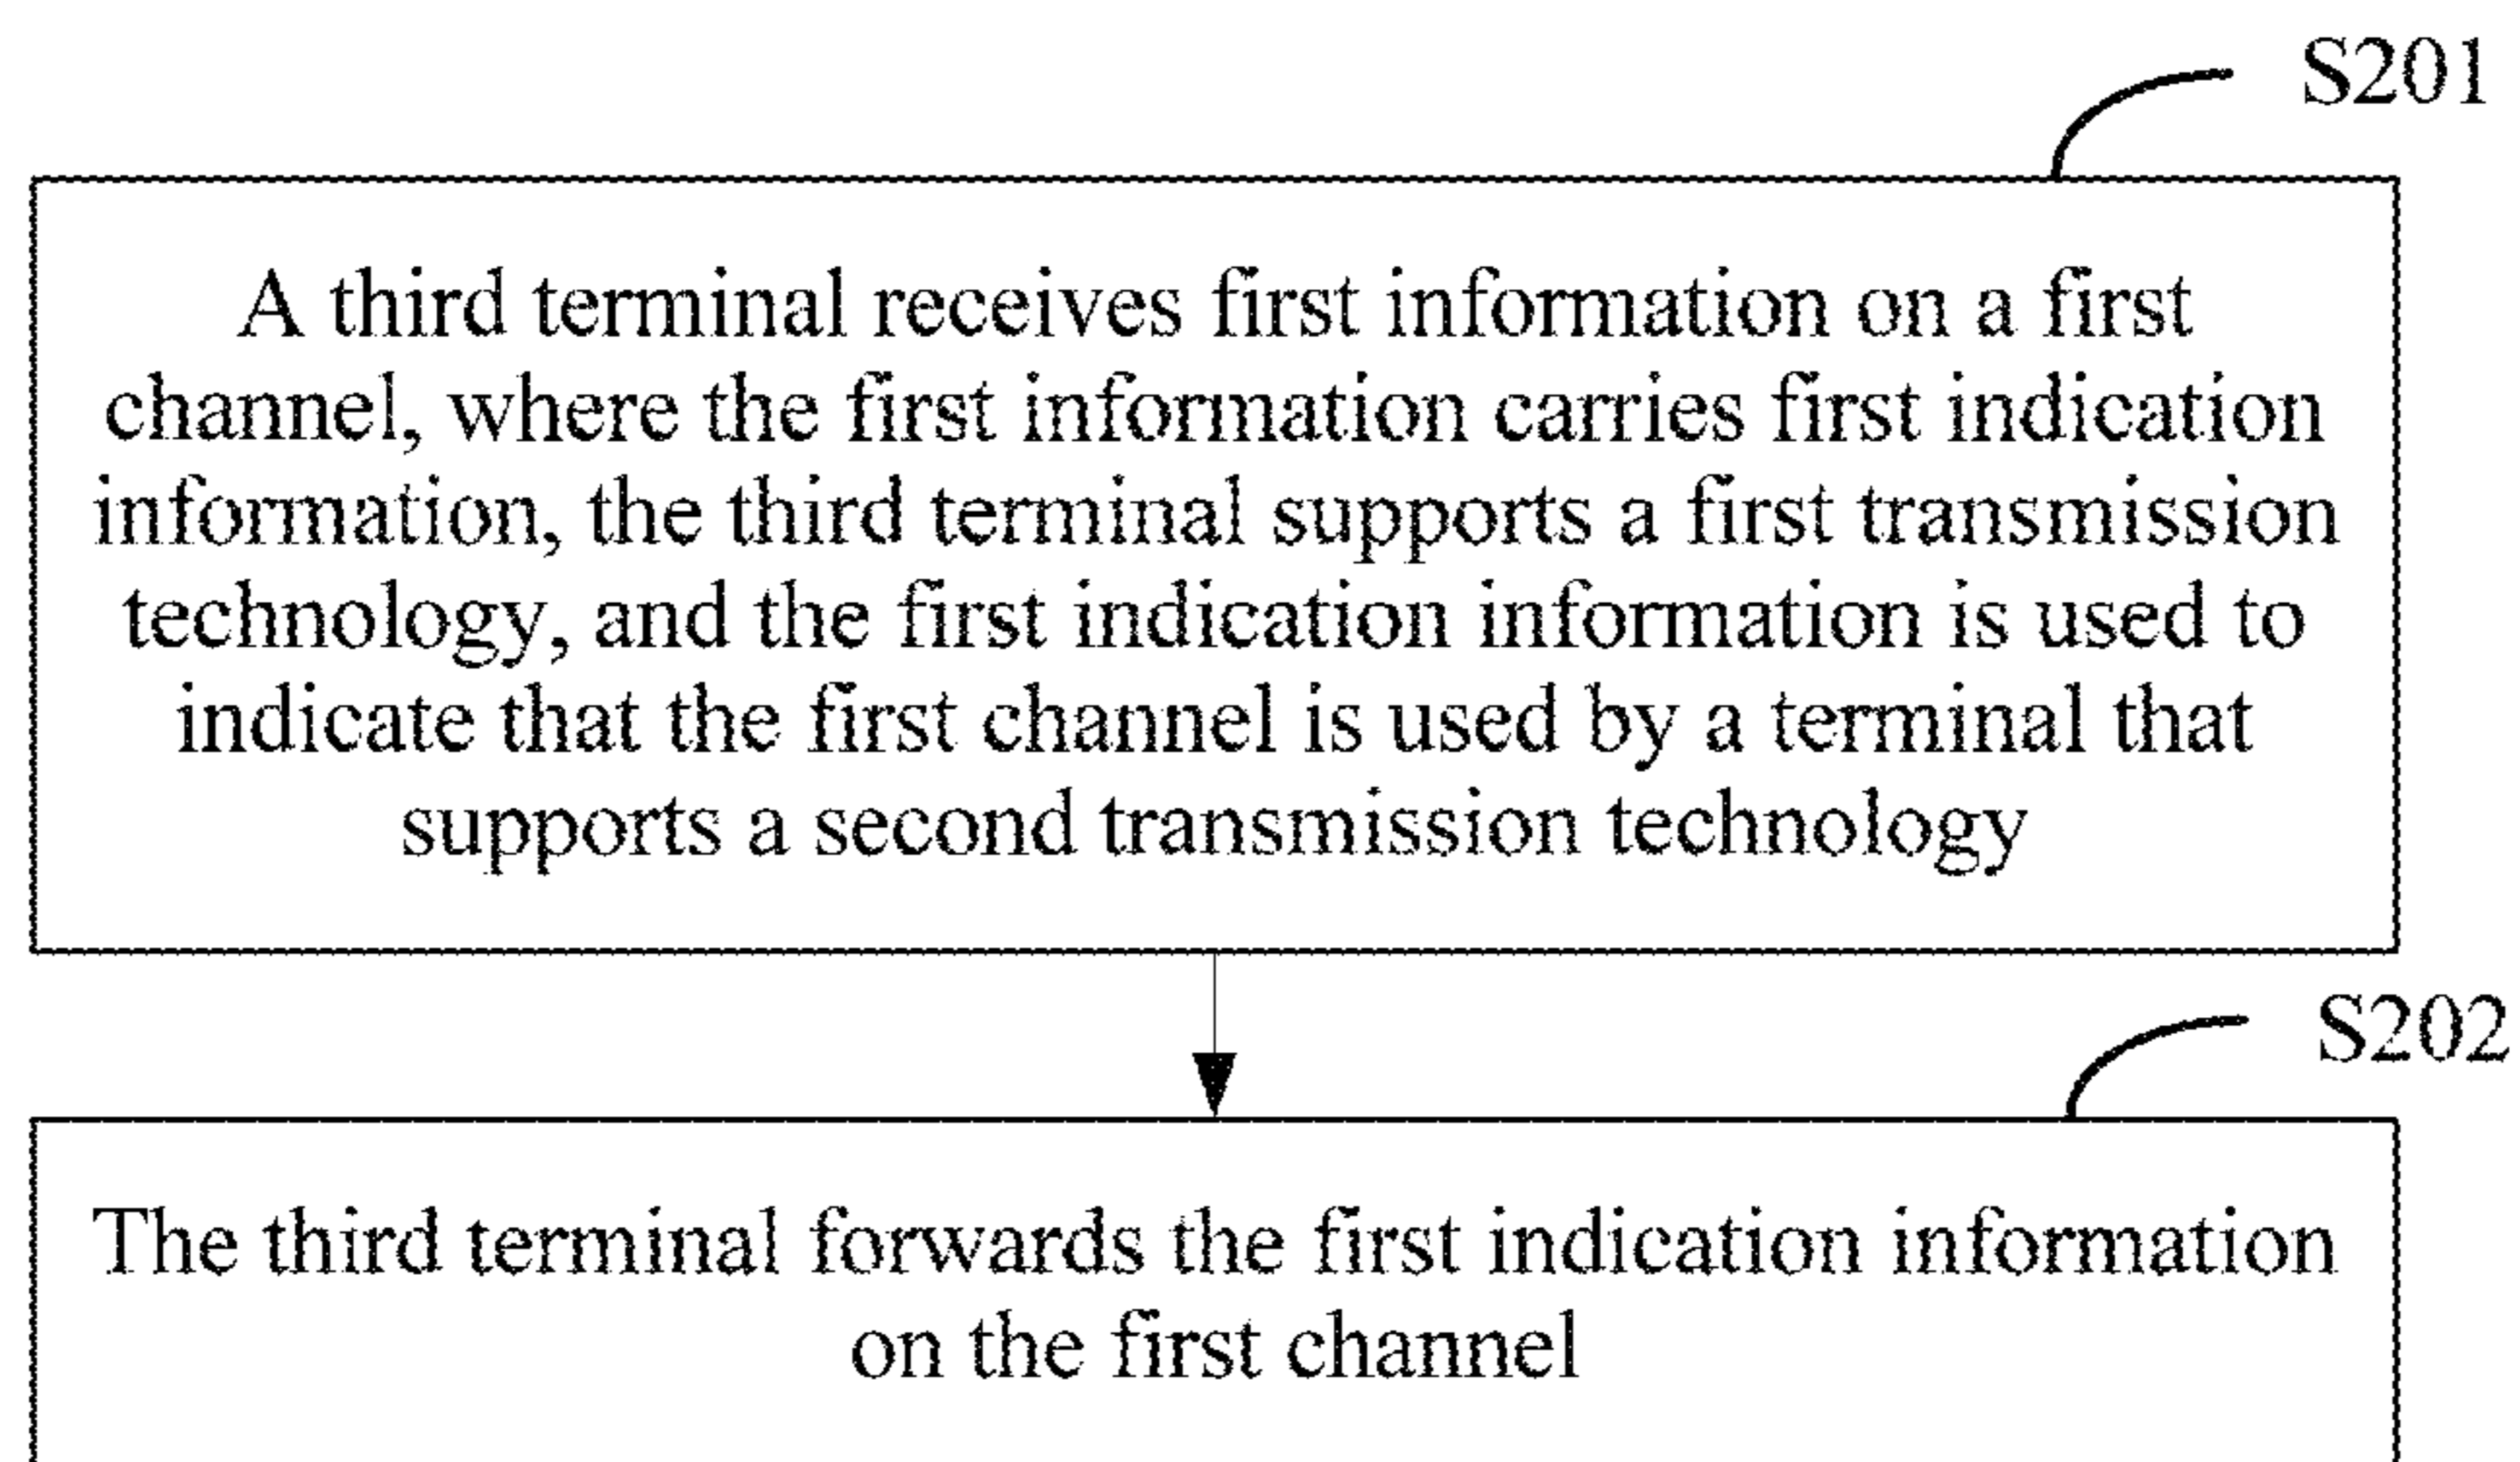 S201
A third terminal receives first information on a first
channel, where the first information carries first indication
information, the third terminal supports a first transmission
technology, and the first indication information is used to
indicate that the first channel is used by a terminal that
supports a second transmission technology
S202
The third terminal forwards the first indication information
on the first channel